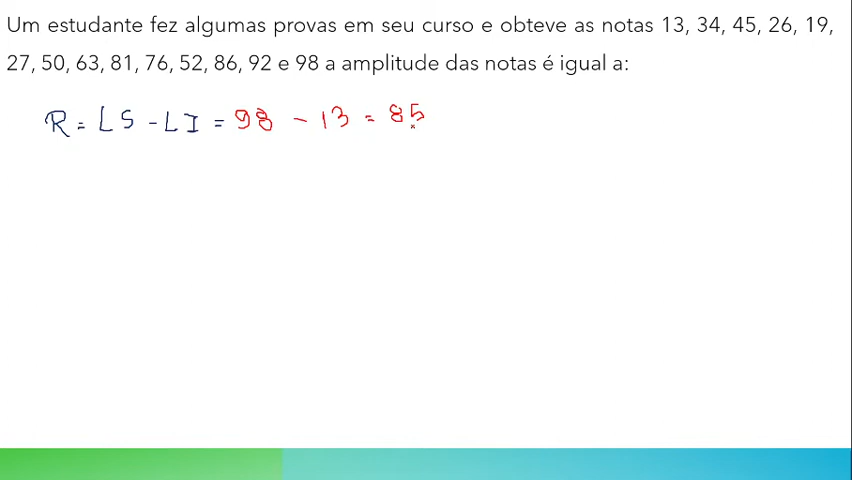 Um estudante fez algumas provas em seu curso e obteve as notas 13, 34, 45, 26, 19,
27, 50, 63, 81, 76, 52, 86, 92 e 98 a amplitude das notas é igual a:
R = LS - LI = 98 - 13 = 85